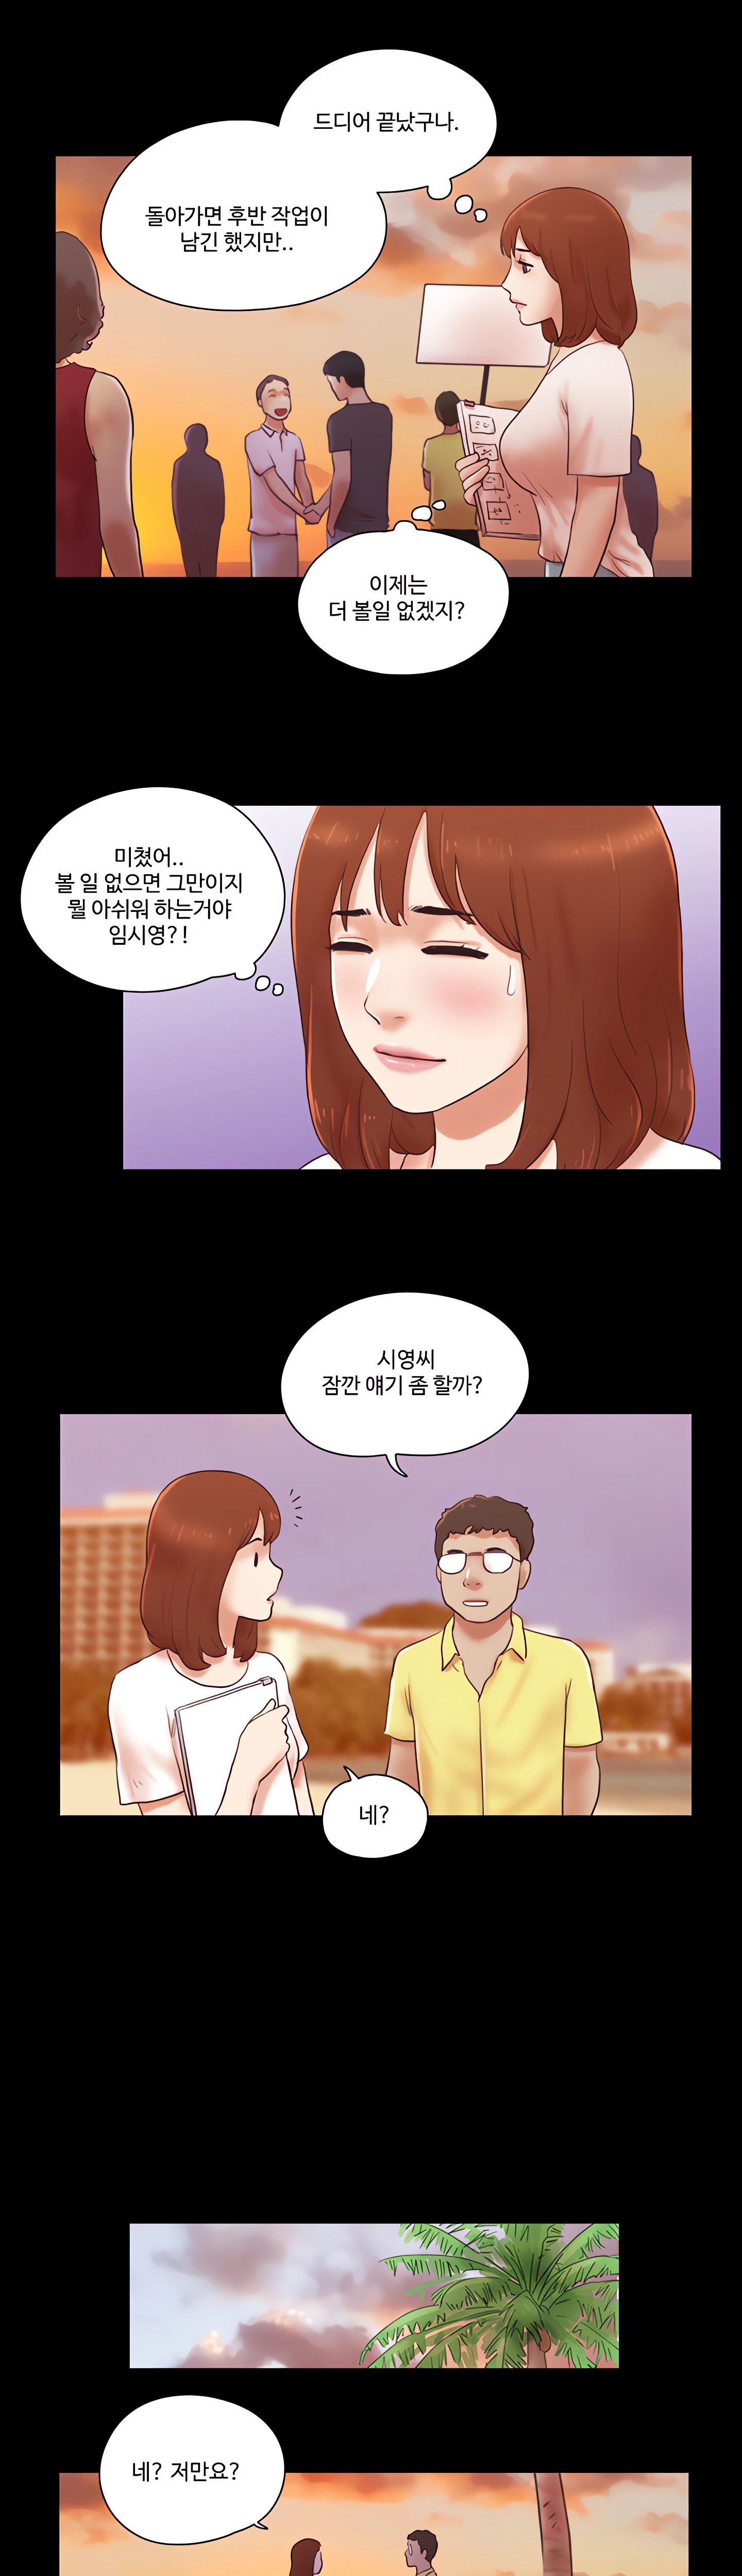 드디어 끝났구나.
돌아가면 후반 작업이
남긴 했지만..
이제는
더 볼일 없겠지?
미쳤어..
볼 일 없으면 그만이지
뭘 아쉬워 하는거야
임시영?!
시영씨
잠깐 얘기 좀 할까?
네?
네? 저만요?